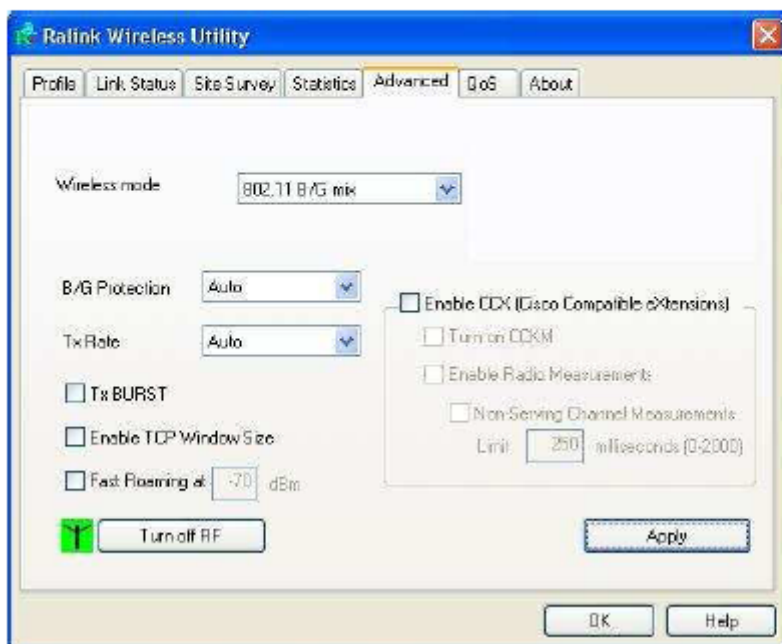 Ralink Wireless Utility
Profile Link Status Site Survey Statistics Advanced QoS About
Wireless mode 802.11 B/G mix
B/G Protection Auto
Tx Rate Auto
Tx BURST
Enable TCP Window Size
Fast Roaming at -70 dBm
Enable CCX (Cisco Compatible eXtensions)
Turn on CCKM
Enable Radio Measurements
Non-Serving Channel Measurements
Limit 250 milliseconds (0-2000)
Turn off RF
Apply
OK Help